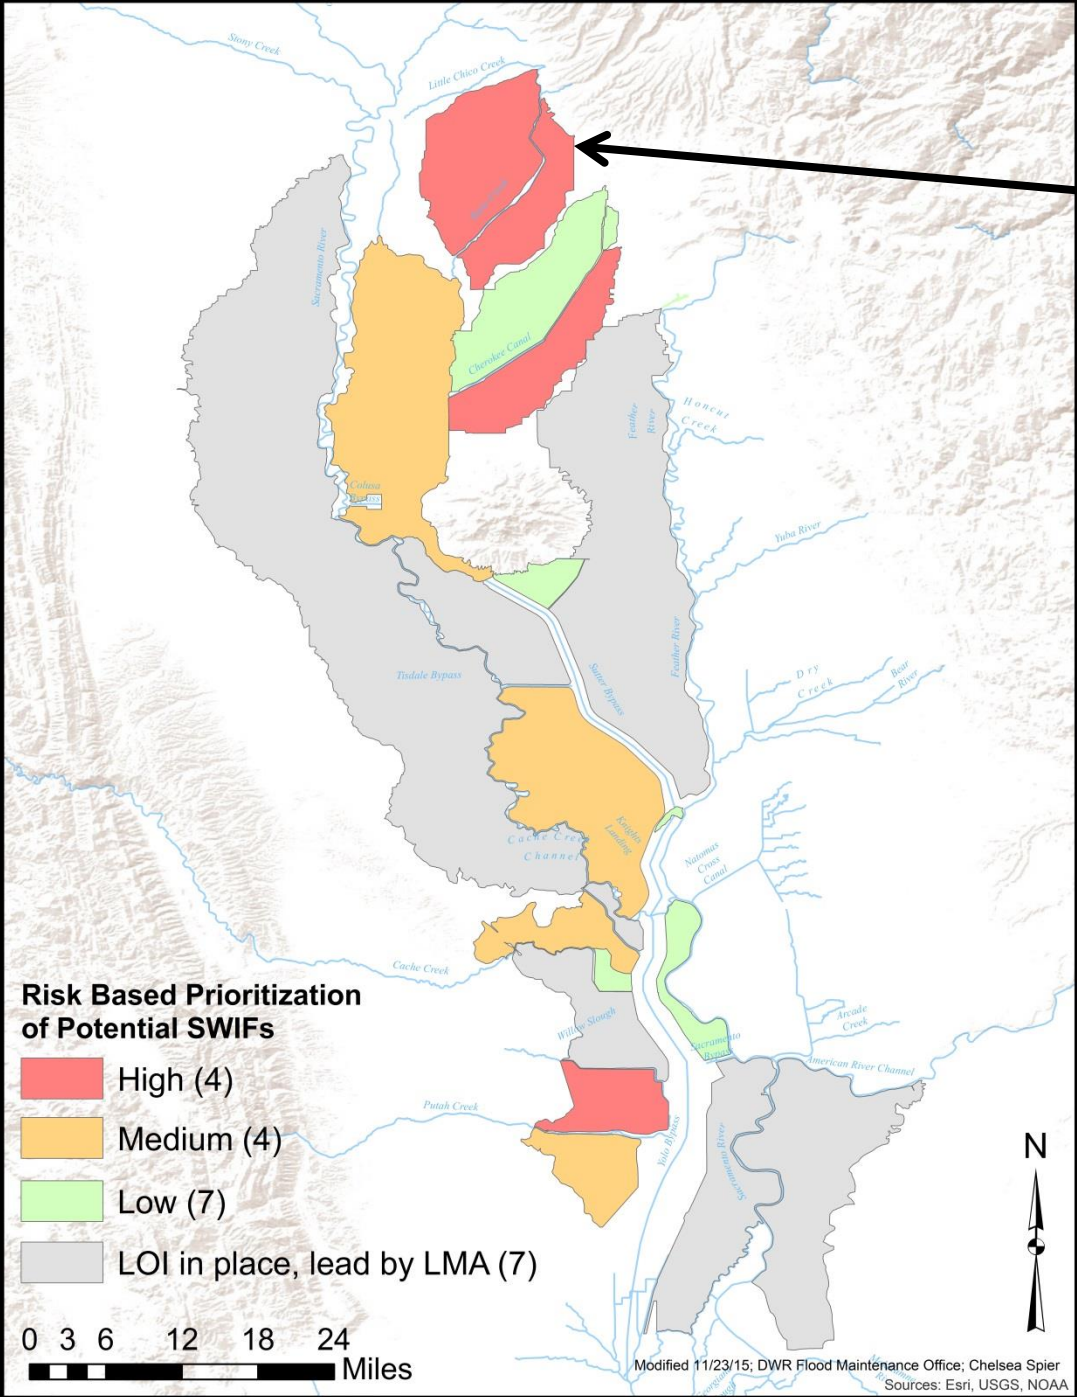 Stony Creek
Little Chico Creek
Sacramento River
Cherokee Canal
Feather
River
Honcut
Creek
Colusa
Bypass
Yuba River
Feather River
Sutter Bypass
Tisdale Bypass
Dry
Creek
Bear
River
Knights
Landing
Cache Creek
Channel
Natomas
Cross
Canal
Cache Creek
Willow Slough
Arcade
Creek
Sacramento
Bypass
American River Channel
Putah Creek
Yolo Bypass
Sacramento River
Risk Based Prioritization
of Potential SWIFs
High (4)
Medium (4)
Low (7)
LOI in place, lead by LMA (7)
N
0 3 6 12 18 24
Miles
Modified 11/23/15; DWR Flood Maintenance Office; Chelsea Spier
Sources: Esri, USGS, NOAA